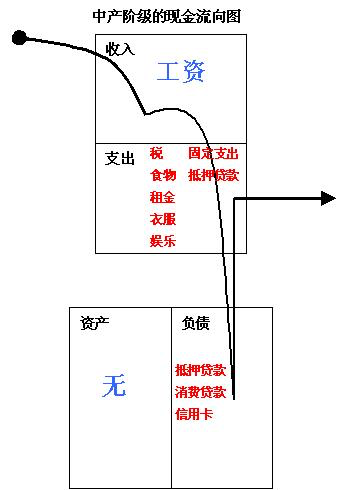 中产阶级的现金流向图
收入
工资
支出
税 固定支出
食物 抵押贷款
租金
衣服
娱乐
资产
无
负债
抵押贷款
消费贷款
信用卡